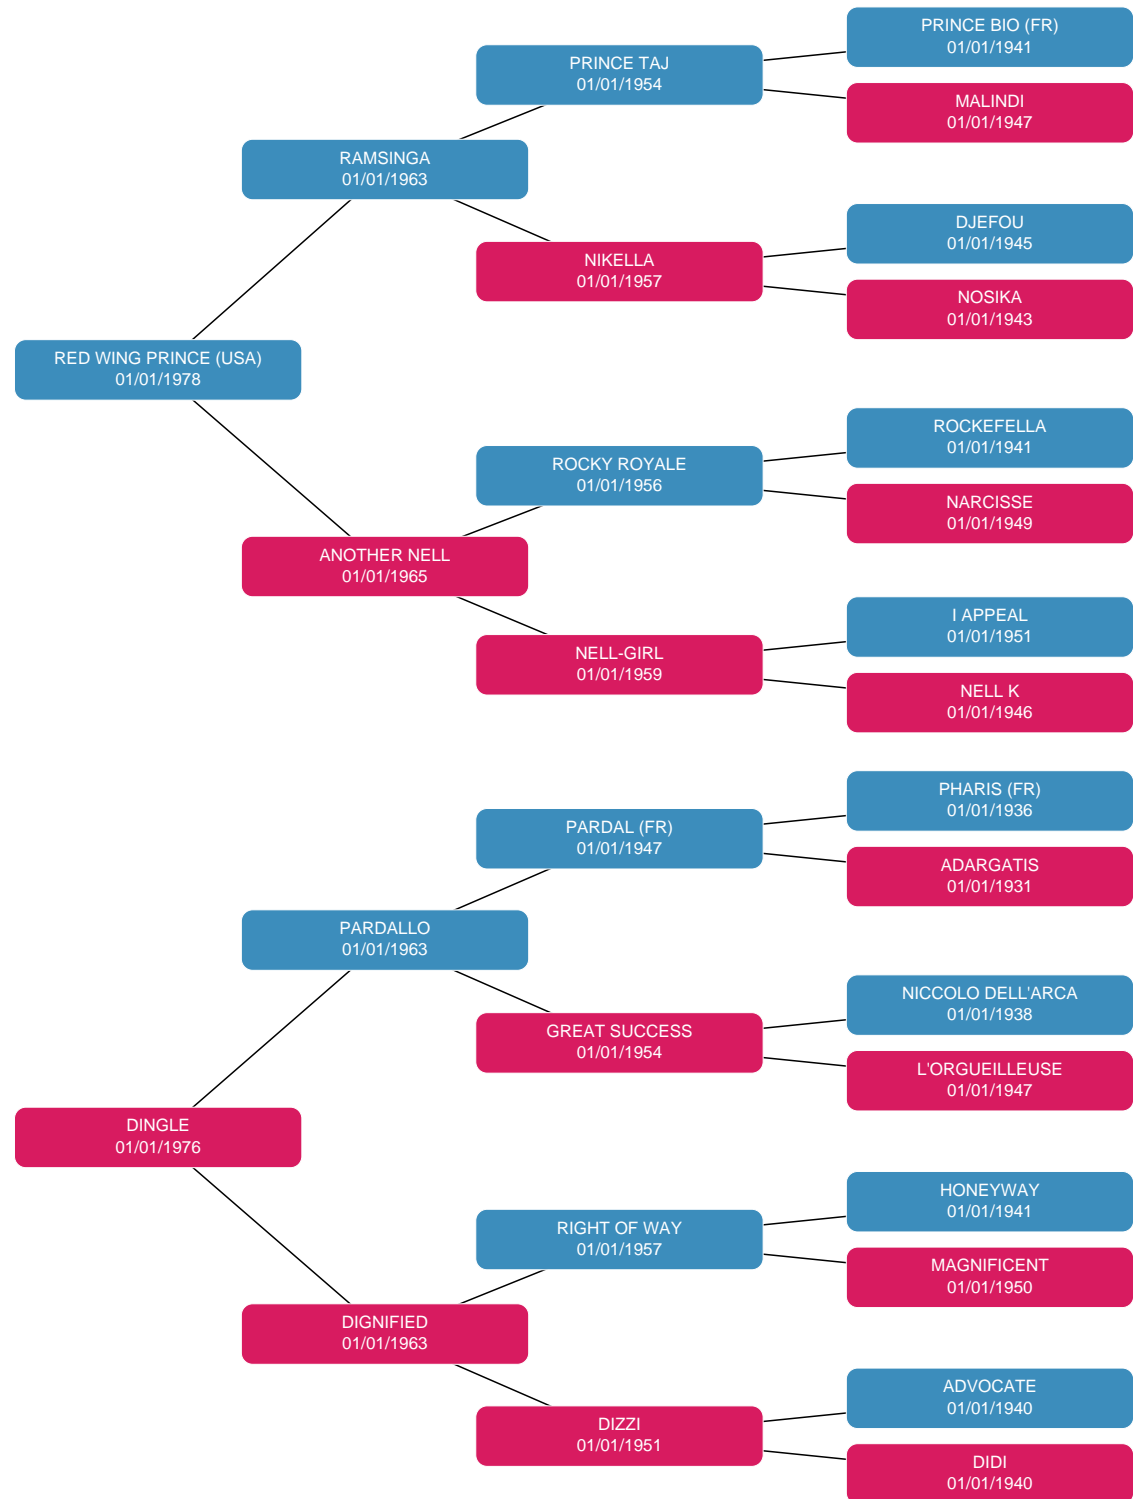 PRINCE BIO (FR)
01/01/1941
PRINCE TAJ
01/01/1954
MALINDI
01/01/1947
RAMSINGA
01/01/1963
DJEFOU
01/01/1945
NIKELLA
01/01/1957
NOSIKA
01/01/1943
RED WING PRINCE (USA)
01/01/1978
ROCKEFELLA
01/01/1941
ROCKY ROYALE
01/01/1956
NARCISSE
01/01/1949
ANOTHER NELL
01/01/1965
I APPEAL
01/01/1951
NELL-GIRL
01/01/1959
NELL K
01/01/1946
PHARIS (FR)
01/01/1936
PARDAL (FR)
01/01/1947
ADARGATIS
01/01/1931
PARDALLO
01/01/1963
NICCOLO DELL'ARCA
01/01/1938
GREAT SUCCESS
01/01/1954
L'ORGUEILLEUSE
01/01/1947
DINGLE
01/01/1976
HONEYWAY
01/01/1941
RIGHT OF WAY
01/01/1957
MAGNIFICENT
01/01/1950
DIGNIFIED
01/01/1963
ADVOCATE
01/01/1940
DIZZI
01/01/1951
DIDI
01/01/1940